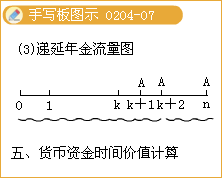 手写板图示 0204-07
(3)递延年金流量图
A A A
0 1 k k+1 k+2 n
五、货币资金时间价值计算